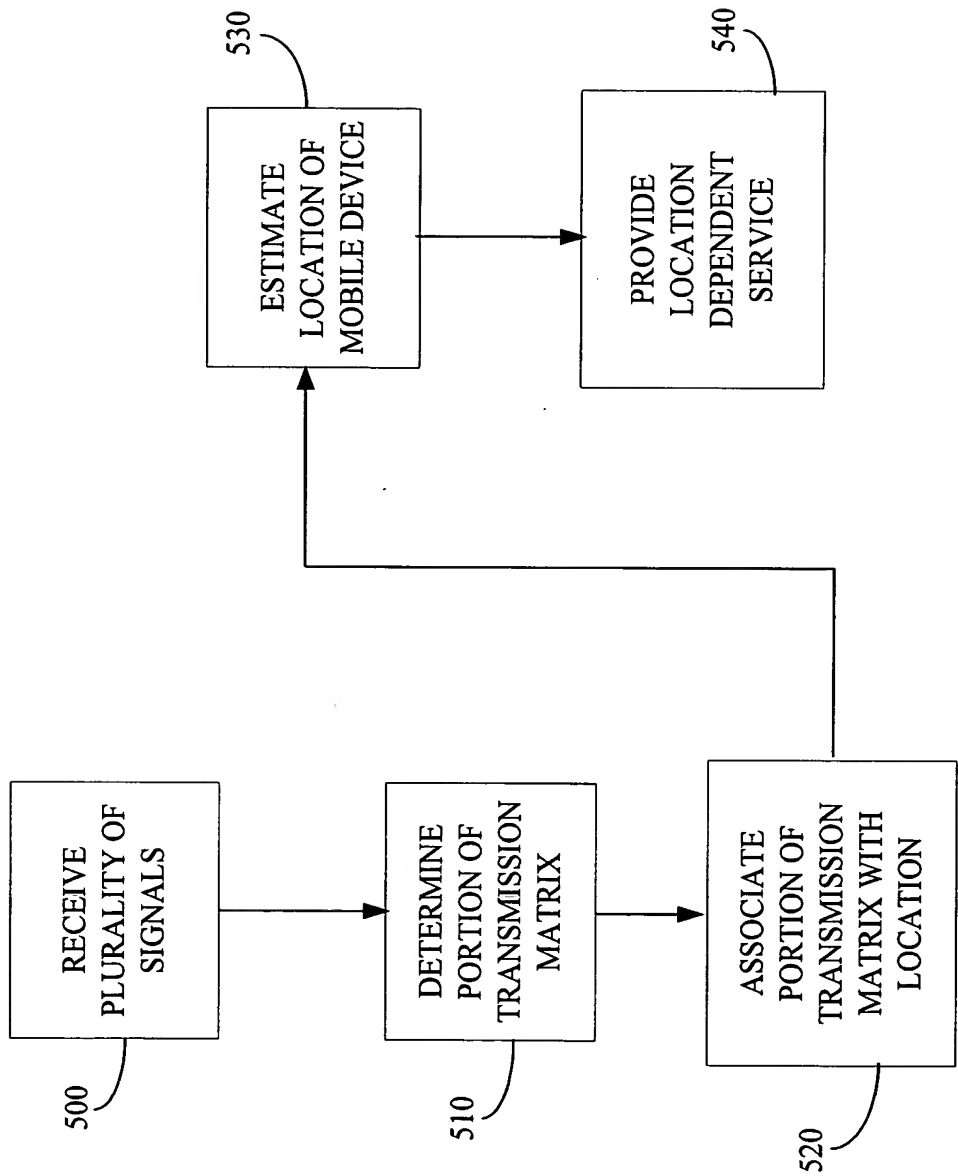 RECEIVE
PLURALITY OF
SIGNALS
500
DETERMINE
PORTION OF
TRANSMISSION
MATRIX
510
ASSOCIATE
PORTION OF
TRANSMISSION
MATRIX WITH
LOCATION
520
ESTIMATE
LOCATION OF
MOBILE DEVICE
530
PROVIDE
LOCATION
DEPENDENT
SERVICE
540